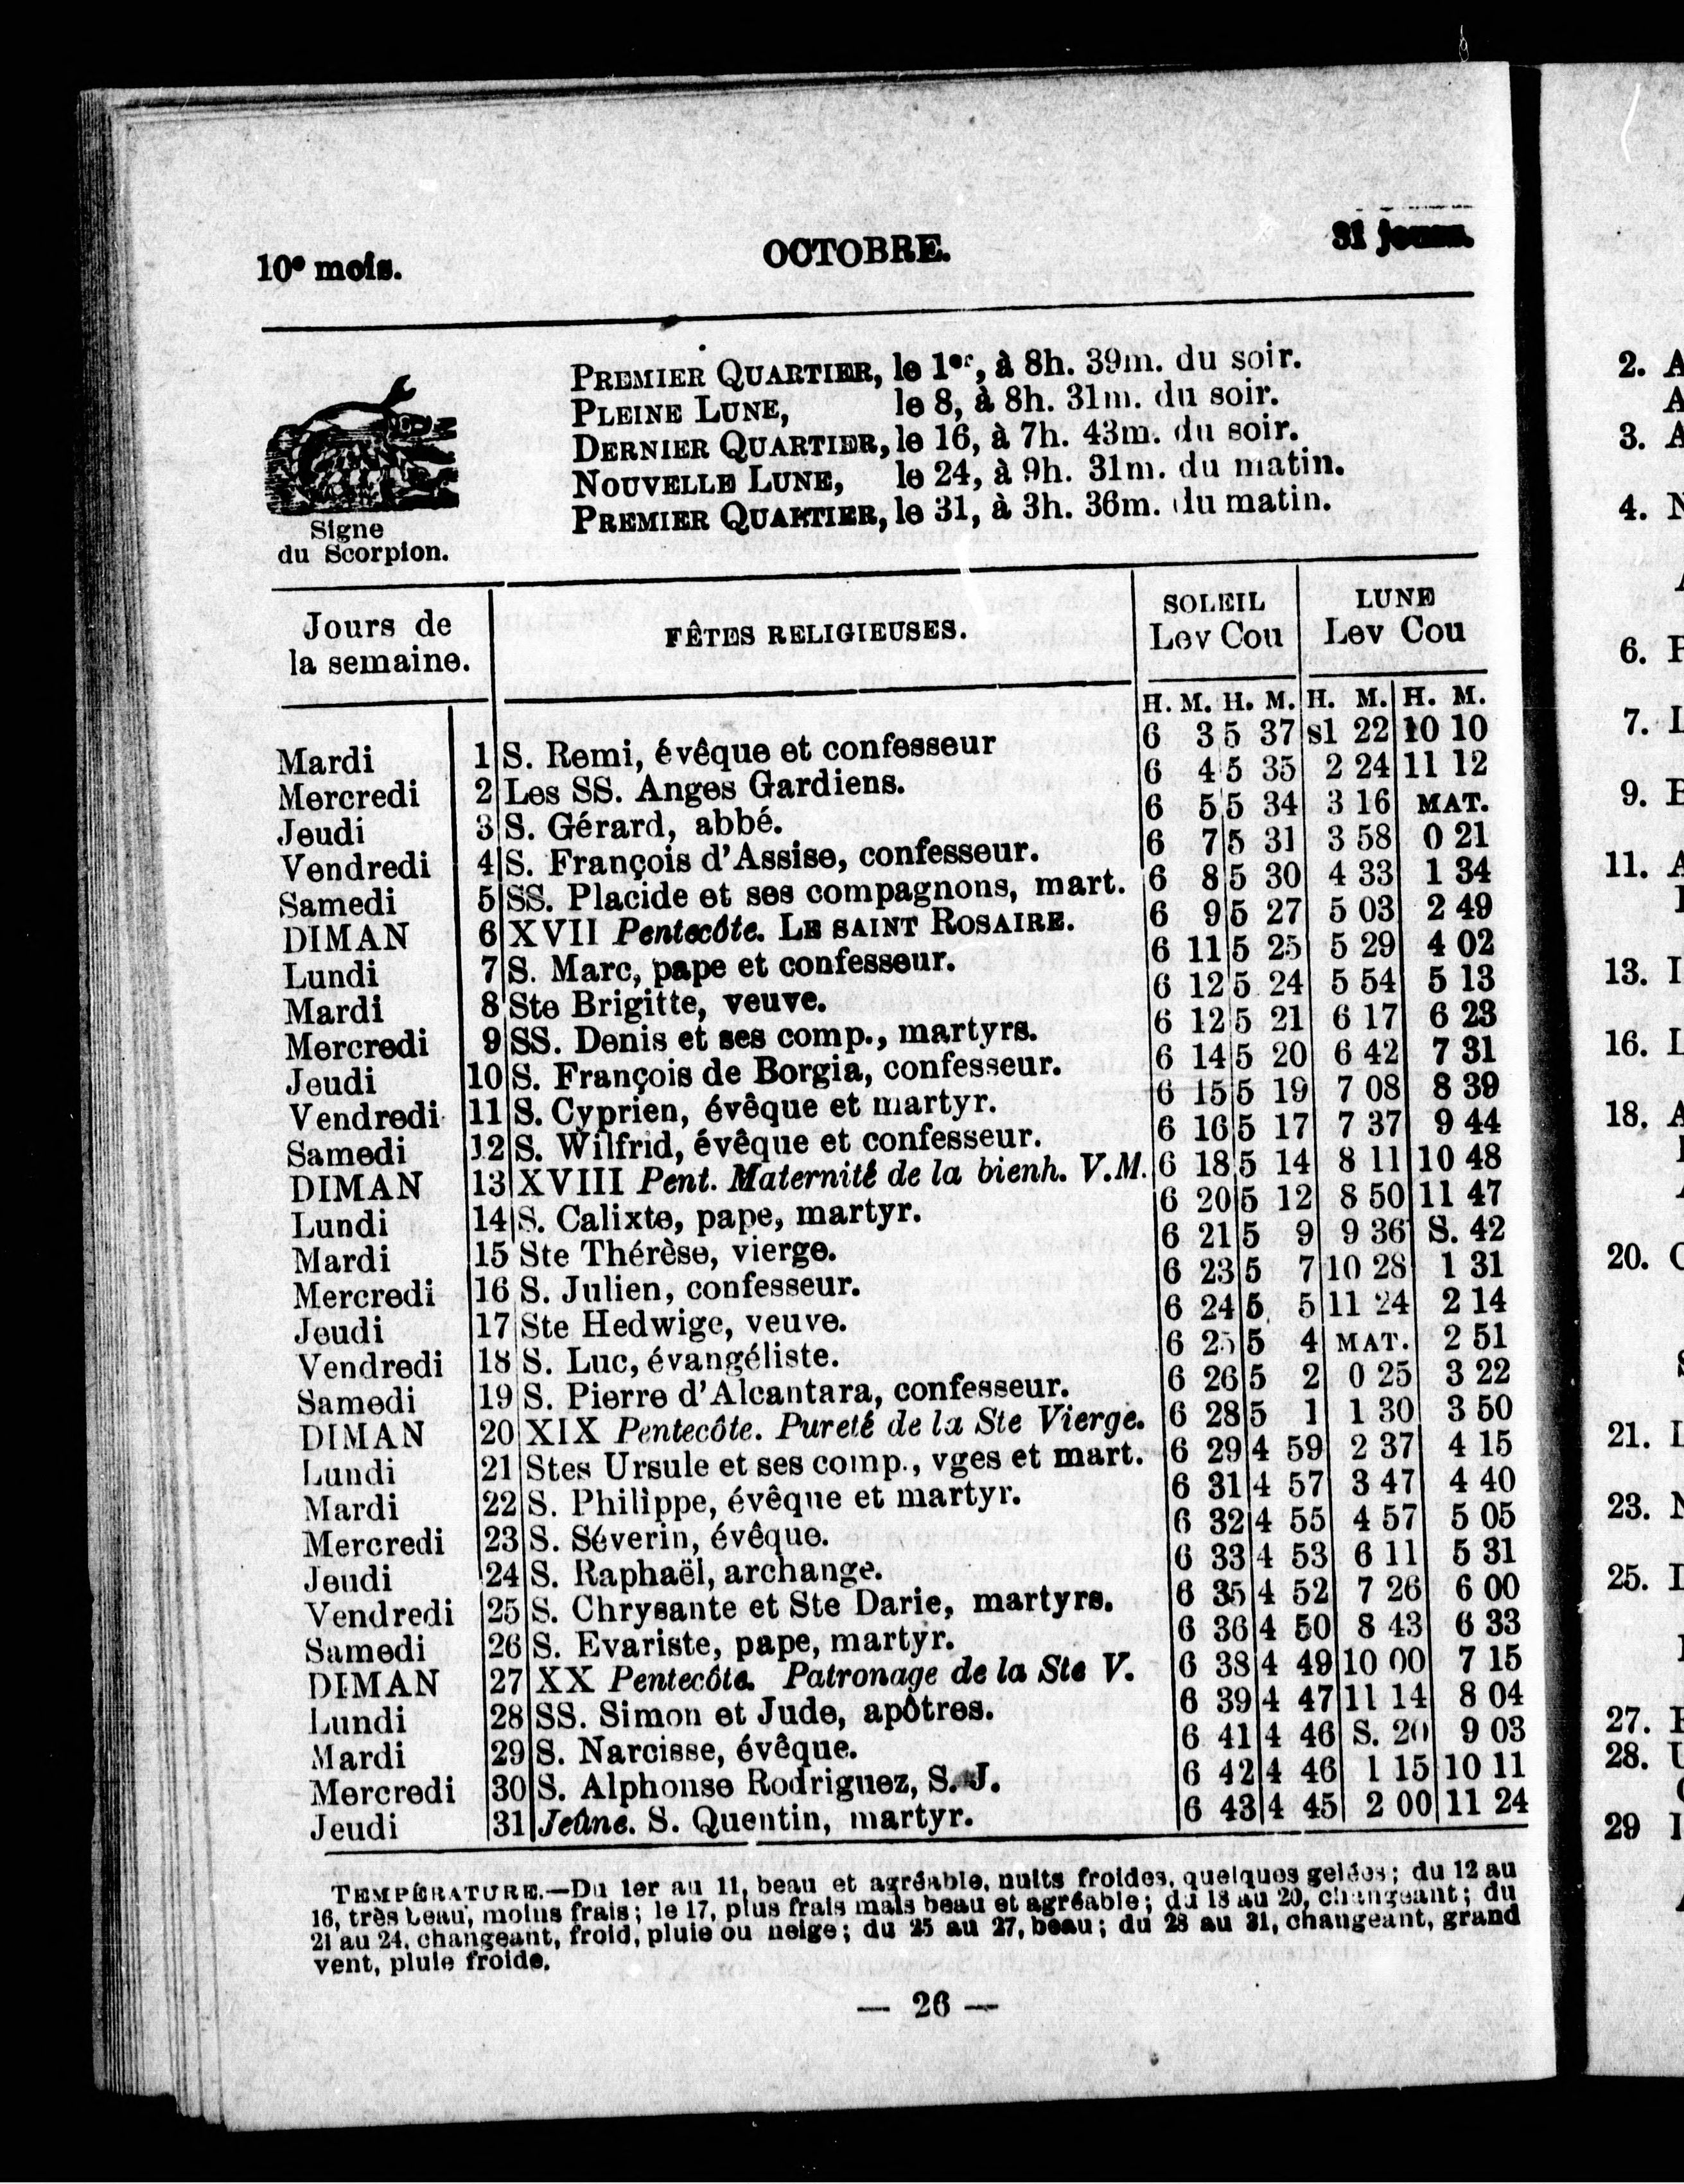 10e mois. OCTOBRE. 31 jours.
PREMIER QUARTIER, le 1er, à 8h. 39m. du soir.
PLEINE LUNE, le 8, à 8h. 31m. du soir.
DERNIER QUARTIER, le 16, à 7h. 43m. du soir.
NOUVELLE LUNE, le 24, à 9h. 31m. du matin.
PREMIER QUARTIER, le 31, à 3h. 36m. du matin.
Signe
du Scorpion.
Jours de la semaine. FÊTES RELIGIEUSES. SOLEIL Lev Cou LUNE Lev Cou
H. M. H. M. H. M. H. M.
Mardi 1 S. Remi, évêque et confesseur 6 3 5 37 s1 22 10 10
Mercredi 2 Les SS. Anges Gardiens. 6 4 5 35 2 24 11 12
Jeudi 3 S. Gérard, abbé. 6 5 5 34 3 16 MAT.
Vendredi 4 S. François d'Assise, confesseur. 6 7 5 31 3 58 0 21
Samedi 5 SS. Placide et ses compagnons, mart. 6 8 5 30 4 33 1 34
DIMAN 6 XVII Pentecôte. LE SAINT ROSAIRE. 6 9 5 27 5 03 2 49
Lundi 7 S. Marc, pape et confesseur. 6 11 5 25 5 29 4 02
Mardi 8 Ste Brigitte, veuve. 6 12 5 24 5 54 5 13
Mercredi 9 SS. Denis et ses comp., martyrs. 6 12 5 21 6 17 6 23
Jeudi 10 S. François de Borgia, confesseur. 6 14 5 20 6 42 7 31
Vendredi 11 S. Cyprien, évêque et martyr. 6 15 5 19 7 08 8 39
Samedi 12 S. Wilfrid, évêque et confesseur. 6 16 5 17 7 37 9 44
DIMAN 13 XVIII Pent. Maternité de la bienh. V.M. 6 18 5 14 8 11 10 48
Lundi 14 S. Calixte, pape, martyr. 6 20 5 12 8 50 11 47
Mardi 15 Ste Thérèse, vierge. 6 21 5 9 9 36 S. 42
Mercredi 16 S. Julien, confesseur. 6 23 5 7 10 28 1 31
Jeudi 17 Ste Hedwige, veuve. 6 24 5 5 11 24 2 14
Vendredi 18 S. Luc, évangéliste. 6 25 5 4 MAT. 2 51
Samedi 19 S. Pierre d'Alcantara, confesseur. 6 26 5 2 0 25 3 22
DIMAN 20 XIX Pentecôte. Pureté de la Ste Vierge. 6 28 5 1 1 30 3 50
Lundi 21 Stes Ursule et ses comp., vges et mart. 6 29 4 59 2 37 4 15
Mardi 22 S. Philippe, évêque et martyr. 6 31 4 57 3 47 4 40
Mercredi 23 S. Séverin, évêque. 6 32 4 55 4 57 5 05
Jeudi 24 S. Raphaël, archange. 6 33 4 53 6 11 5 31
Vendredi 25 S. Chrysante et Ste Darie, martyrs. 6 35 4 52 7 26 6 00
Samedi 26 S. Evariste, pape, martyr. 6 36 4 50 8 43 6 33
DIMAN 27 XX Pentecôte. Patronage de la Ste V. 6 38 4 49 10 00 7 15
Lundi 28 SS. Simon et Jude, apôtres. 6 39 4 47 11 14 8 04
Mardi 29 S. Narcisse, évêque. 6 41 4 46 S. 20 9 03
Mercredi 30 S. Alphonse Rodriguez, S. J. 6 42 4 46 1 15 10 11
Jeudi 31 Jeûne. S. Quentin, martyr. 6 43 4 45 2 00 11 24
TEMPÉRATURE.—Du 1er au 11, beau et agréable, nuits froides, quelques gelées; du 12 au
16, très beau, moins frais; le 17, plus frais mais beau et agréable; du 18 au 20, changeant; du
21 au 24, changeant, froid, pluie ou neige; du 25 au 27, beau; du 28 au 31, changeant, grand
vent, pluie froide.
— 26 —
2. A
A
3. A
4.
6.
7.
9.
11. A
13. I
16. L
18. A
20.
21.
23.
25.
27.
28.
29